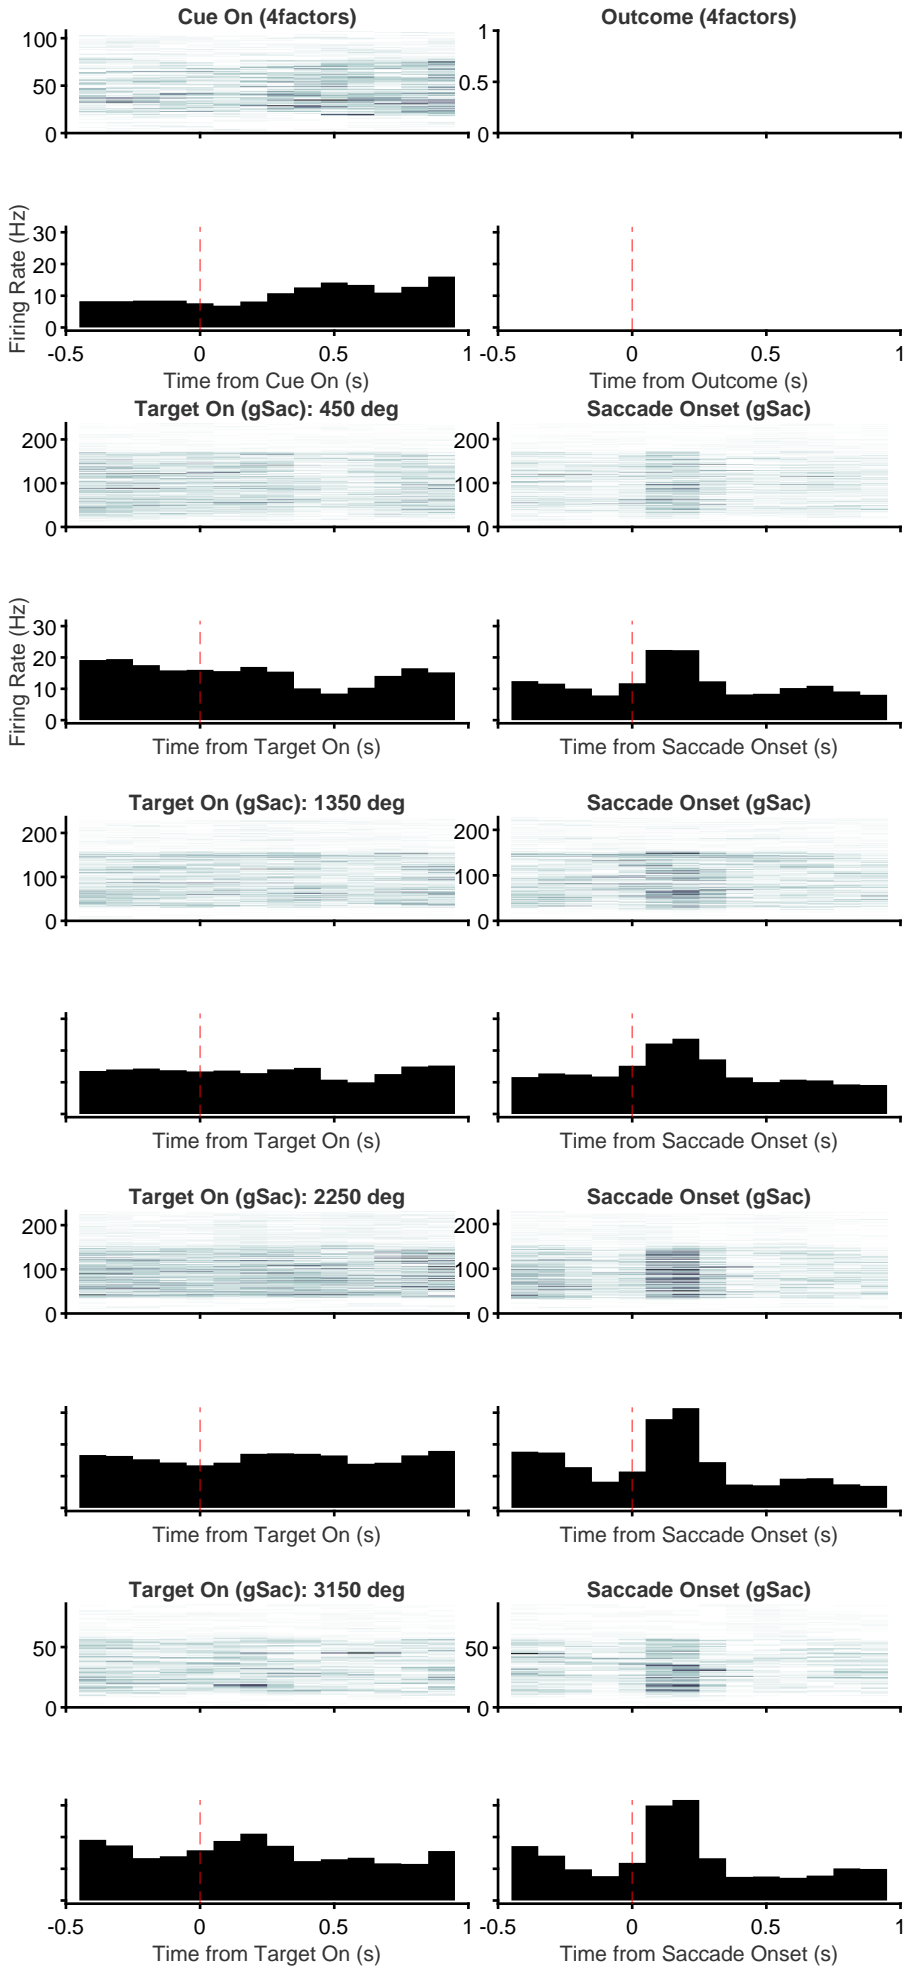 Cue On (4factors)
Outcome (4factors)
100
50
0
1
0.5
0
Firing Rate (Hz)
30
20
10
0
-0.5 0 0.5 1
-0.5 0 0.5 1
Time from Cue On (s)
Time from Outcome (s)
Target On (gSac): 450 deg
Saccade Onset (gSac)
200
100
0
200
100
0
Firing Rate (Hz)
30
20
10
0
Time from Target On (s)
Time from Saccade Onset (s)
Target On (gSac): 1350 deg
Saccade Onset (gSac)
200
100
0
200
100
0
Time from Target On (s)
Time from Saccade Onset (s)
Target On (gSac): 2250 deg
Saccade Onset (gSac)
200
100
0
200
100
0
Time from Target On (s)
Time from Saccade Onset (s)
Target On (gSac): 3150 deg
Saccade Onset (gSac)
50
0
50
0
-0.5 0 0.5 1
-0.5 0 0.5 1
Time from Target On (s)
Time from Saccade Onset (s)